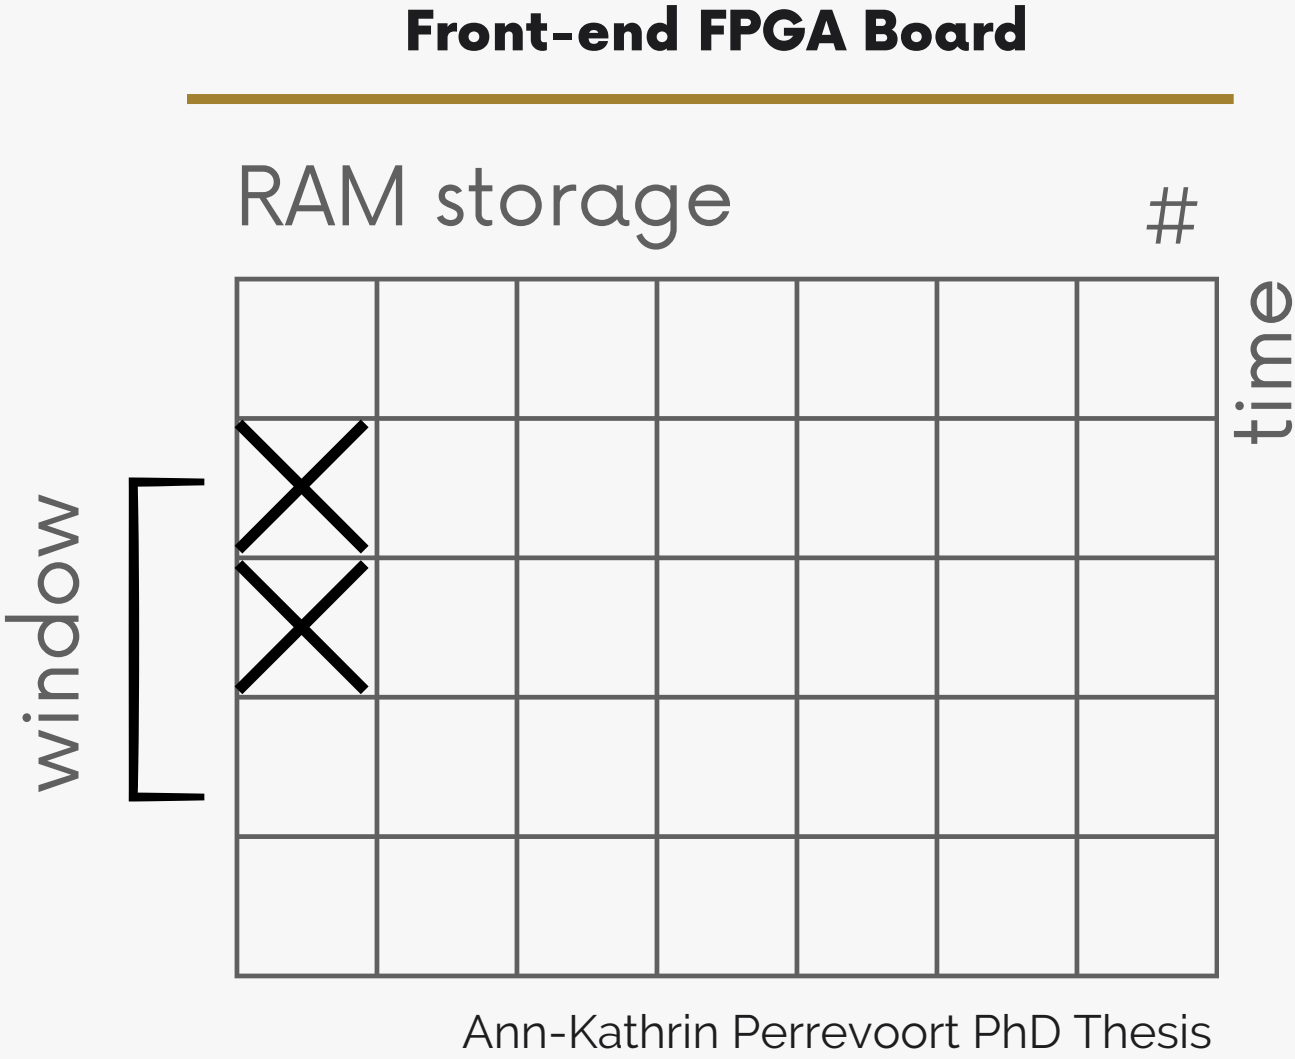 Front-end FPGA Board
RAM storage
#
time
window
Ann-Kathrin Perrevoort PhD Thesis